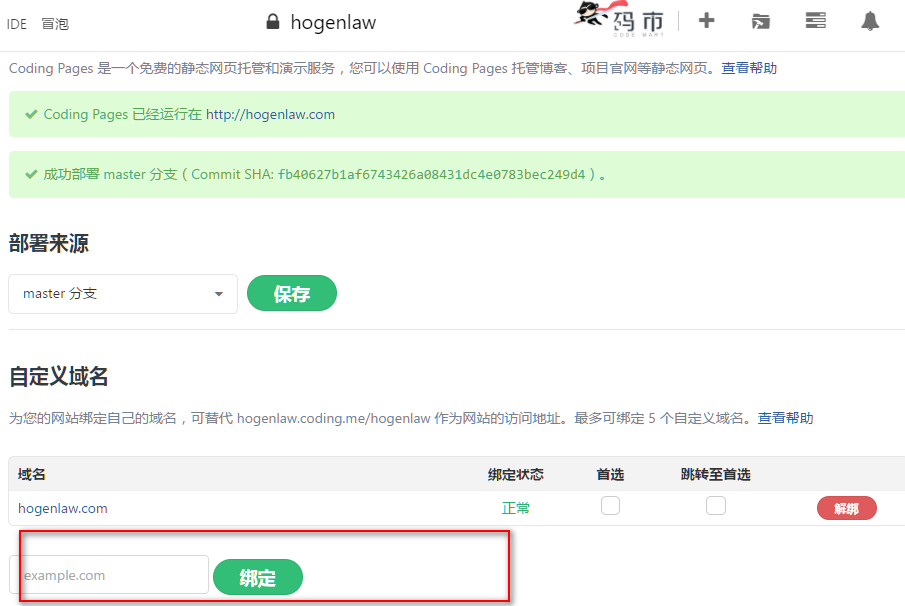 IDE 冒泡 hogenlaw 码市
CODE MART
Coding Pages 是一个免费的静态网页托管和演示服务，您可以使用 Coding Pages 托管博客、项目官网等静态网页。查看帮助
Coding Pages 已经运行在 http://hogenlaw.com
成功部署 master 分支（Commit SHA: fb40627b1af6743426a08431dc4e0783bec249d4）。
部署来源
master 分支 保存
自定义域名
为您的网站绑定自己的域名，可替代 hogenlaw.coding.me/hogenlaw 作为网站的访问地址。最多可绑定 5 个自定义域名。查看帮助
域名 绑定状态 首选 跳转至首选
hogenlaw.com 正常 解绑
example.com 绑定